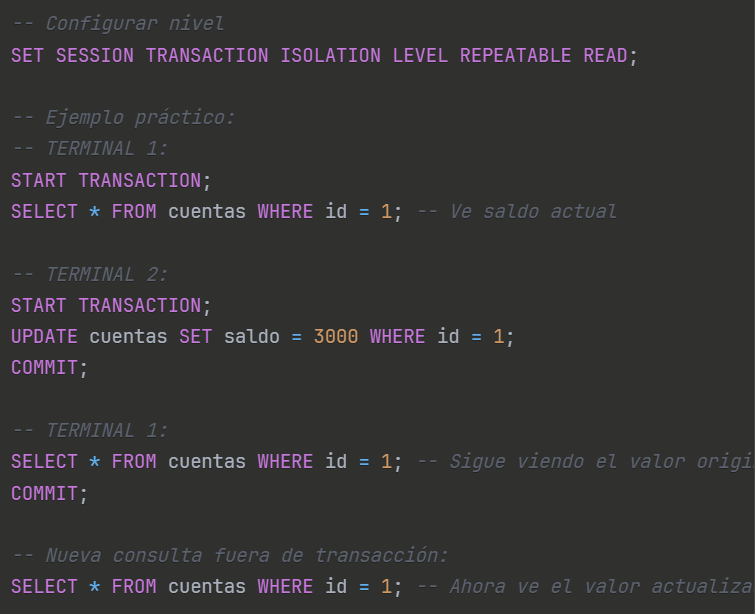 -- Configurar nivel
SET SESSION TRANSACTION ISOLATION LEVEL REPEATABLE READ;
-- Ejemplo práctico:
-- TERMINAL 1:
START TRANSACTION;
SELECT * FROM cuentas WHERE id = 1; -- Ve saldo actual
-- TERMINAL 2:
START TRANSACTION;
UPDATE cuentas SET saldo = 3000 WHERE id = 1;
COMMIT;
-- TERMINAL 1:
SELECT * FROM cuentas WHERE id = 1; -- Sigue viendo el valor origi
COMMIT;
-- Nueva consulta fuera de transacción:
SELECT * FROM cuentas WHERE id = 1; -- Ahora ve el valor actualiza